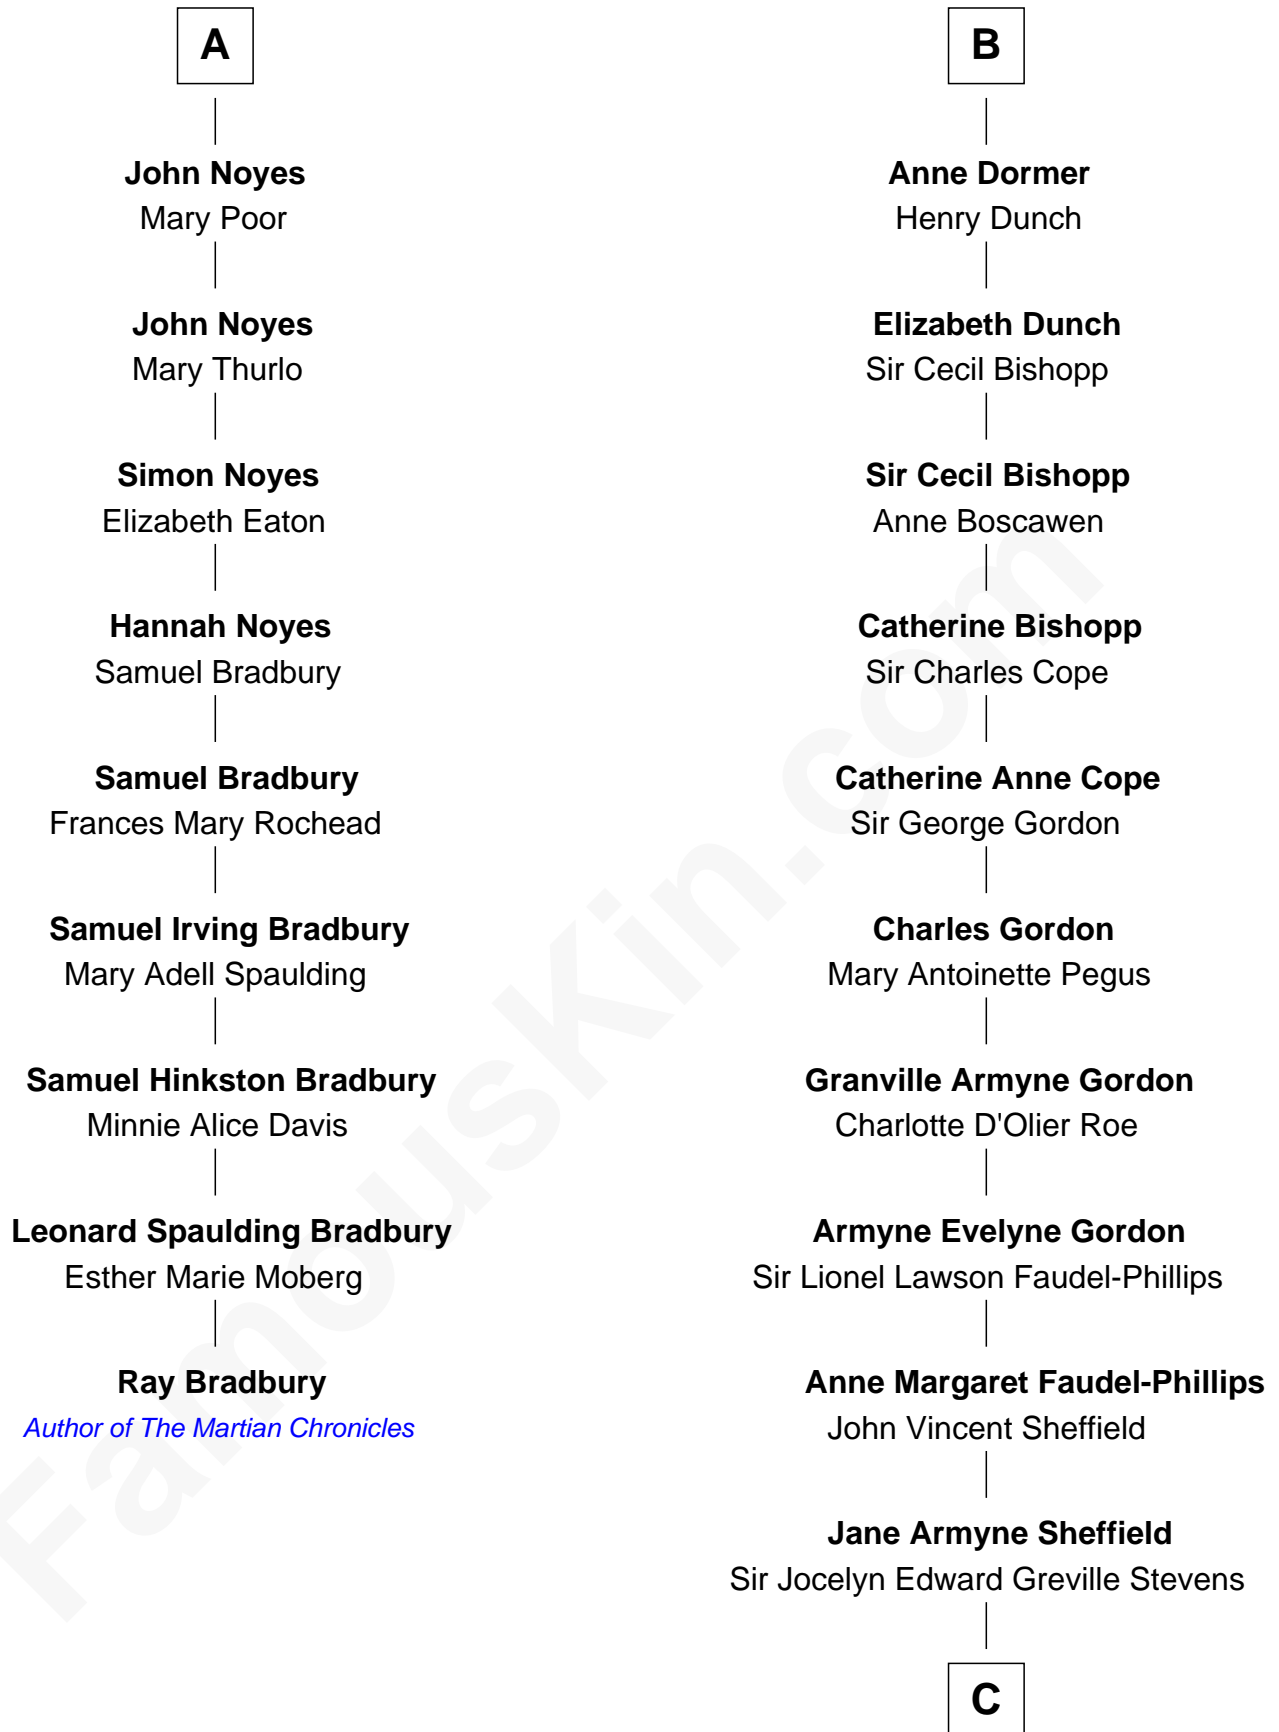 A
John Noyes
Mary Poor
John Noyes
Mary Thurlo
Simon Noyes
Elizabeth Eaton
Hannah Noyes
Samuel Bradbury
Samuel Bradbury
Frances Mary Rochead
Samuel Irving Bradbury
Mary Adell Spaulding
Samuel Hinkston Bradbury
Minnie Alice Davis
Leonard Spaulding Bradbury
Esther Marie Moberg
Ray Bradbury
Author of The Martian Chronicles
B
Anne Dormer
Henry Dunch
Elizabeth Dunch
Sir Cecil Bishopp
Sir Cecil Bishopp
Anne Boscawen
Catherine Bishopp
Sir Charles Cope
Catherine Anne Cope
Sir George Gordon
Charles Gordon
Mary Antoinette Pegus
Granville Armyne Gordon
Charlotte D'Olier Roe
Armyne Evelyne Gordon
Sir Lionel Lawson Faudel-Phillips
Anne Margaret Faudel-Phillips
John Vincent Sheffield
Jane Armyne Sheffield
Sir Jocelyn Edward Greville Stevens
C
FamousKin.com